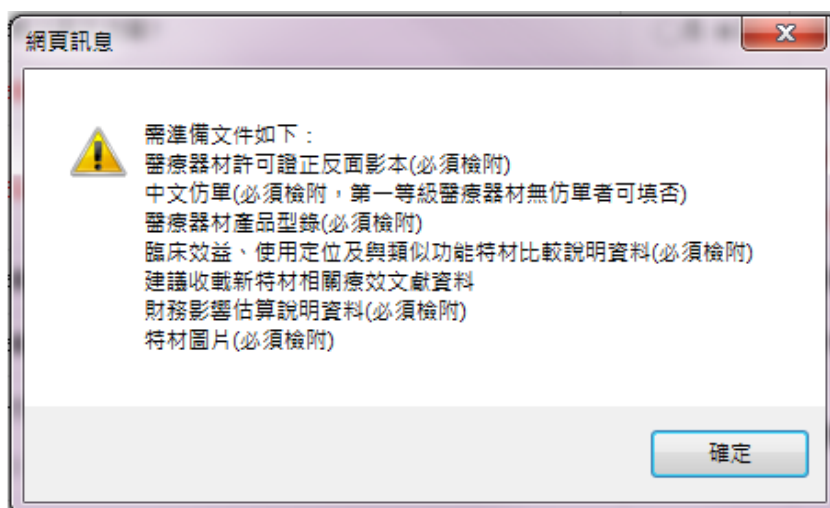 網頁訊息
需準備文件如下：
醫療器材許可證正反面影本(必須檢附)
中文仿單(必須檢附，第一等級醫療器材無仿單者可填否)
醫療器材產品型錄(必須檢附)
臨床效益、使用定位及與類似功能特材比較說明資料(必須檢附)
建議收載新特材相關療效文獻資料
財務影響估算說明資料(必須檢附)
特材圖片(必須檢附)
確定